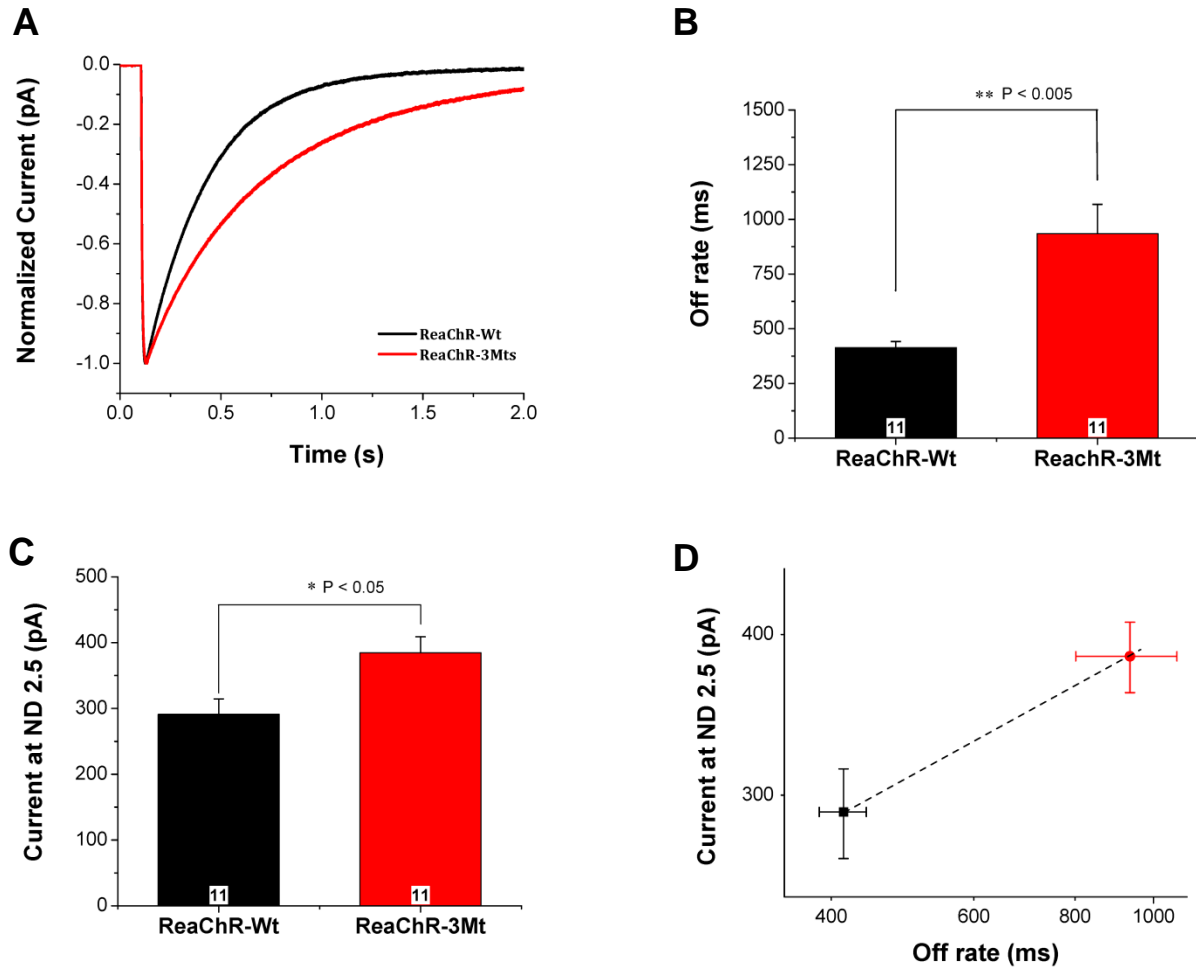 A
Normalized Current (pA)
0.0
-0.2
-0.4
-0.6
-0.8
-1.0
ReaChR-Wt
ReaChR-3Mts
0.0 0.5 1.0 1.5 2.0
Time (s)
B
Off rate (ms)
1500
1250
1000
750
500
250
0
** P < 0.005
11 11
ReaChR-Wt ReachR-3Mt
C
Current at ND 2.5 (pA)
500
400
300
200
100
0
* P < 0.05
11 11
ReaChR-Wt ReaChR-3Mt
D
Current at ND 2.5 (pA)
400
300
400 600 800 1000
Off rate (ms)